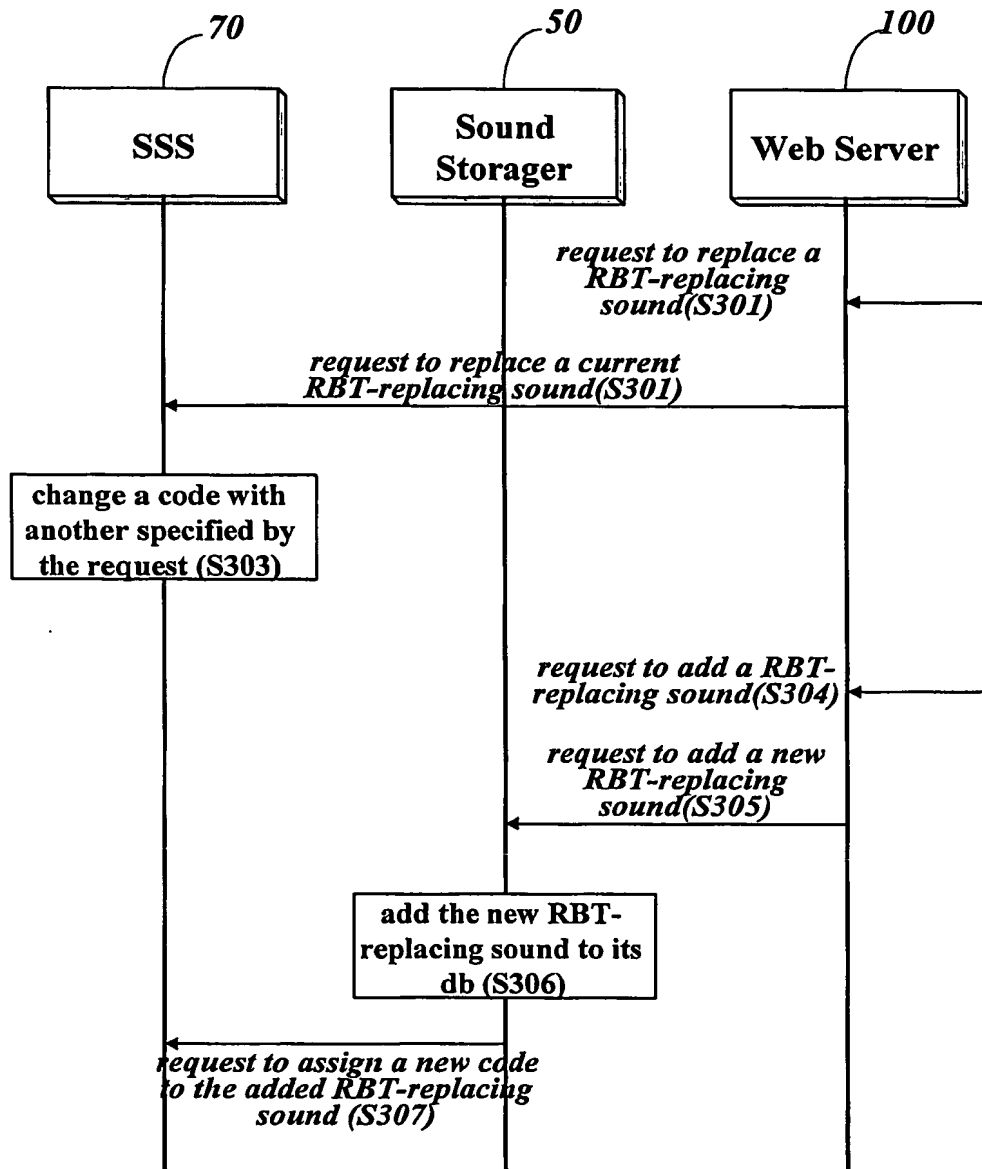 70
50
100
SSS
Sound
Storager
Web Server
request to replace a
RBT-replacing
sound(S301)
request to replace a current
RBT-replacing sound(S301)
change a code with
another specified by
the request (S303)
request to add a RBT-
replacing sound(S304)
request to add a new
RBT-replacing
sound(S305)
add the new RBT-
replacing sound to its
db (S306)
request to assign a new code
to the added RBT-replacing
sound (S307)